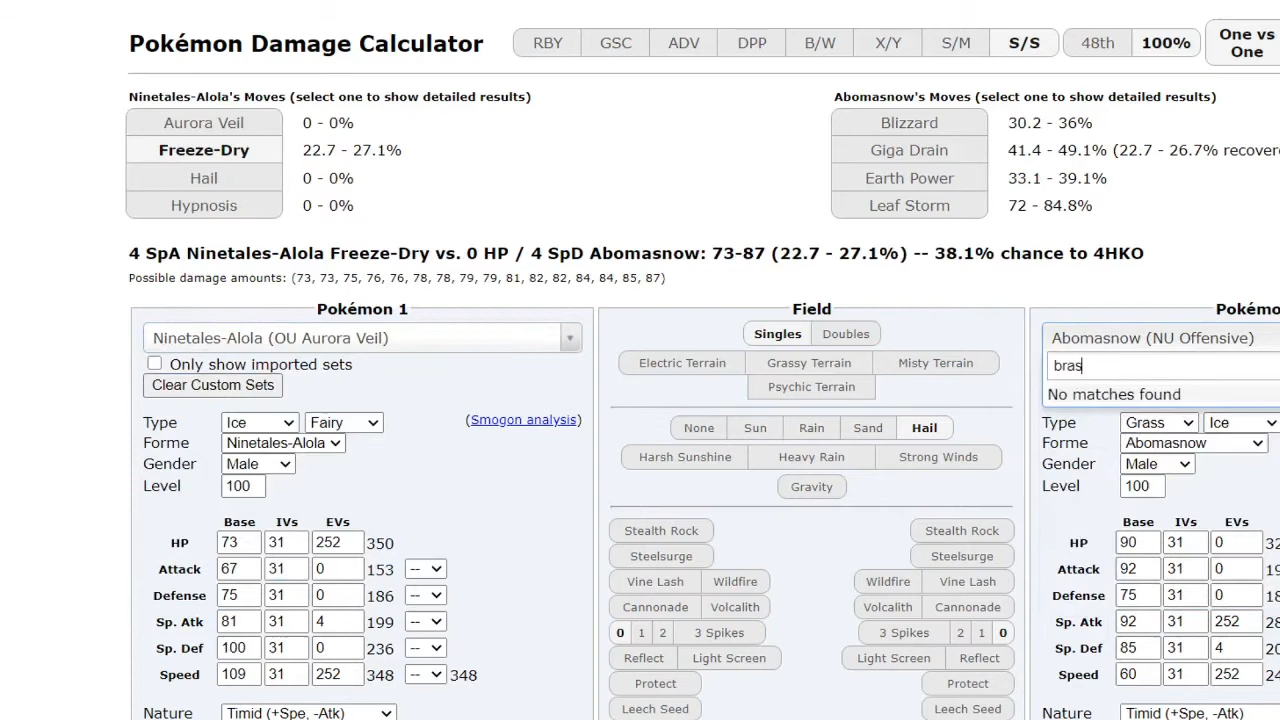 Pokémon Damage Calculator RBY GSC ADV DPP B/W X/Y S/M S/S 48th 100% One vs One
Ninetales-Alola's Moves (select one to show detailed results)
Aurora Veil 0 - 0%
Freeze-Dry 22.7 - 27.1%
Hail 0 - 0%
Hypnosis 0 - 0%
Abomasnow's Moves (select one to show detailed results)
Blizzard 30.2 - 36%
Giga Drain 41.4 - 49.1% (22.7 - 26.7% recovere
Earth Power 33.1 - 39.1%
Leaf Storm 72 - 84.8%
4 SpA Ninetales-Alola Freeze-Dry vs. 0 HP / 4 SpD Abomasnow: 73-87 (22.7 - 27.1%) -- 38.1% chance to 4HKO
Possible damage amounts: (73, 73, 75, 76, 76, 78, 78, 79, 79, 81, 82, 82, 84, 84, 85, 87)
Pokémon 1
Ninetales-Alola (OU Aurora Veil)
Only show imported sets
Clear Custom Sets
Type Ice Fairy (Smogon analysis)
Forme Ninetales-Alola
Gender Male
Level 100
Base IVs EVs
HP 73 31 252 350
Attack 67 31 0 153 --
Defense 75 31 0 186 --
Sp. Atk 81 31 4 199 --
Sp. Def 100 31 0 236 --
Speed 109 31 252 348 -- 348
Nature Timid (+Spe, -Atk)
Field
Singles Doubles
Electric Terrain Grassy Terrain Misty Terrain
Psychic Terrain
None Sun Rain Sand Hail
Harsh Sunshine Heavy Rain Strong Winds
Gravity
Stealth Rock Stealth Rock
Steelsurge Steelsurge
Vine Lash Wildfire Wildfire Vine Lash
Cannonade Volcalith Volcalith Cannonade
0 1 2 3 Spikes 3 Spikes 2 1 0
Reflect Light Screen Light Screen Reflect
Protect Protect
Leech Seed Leech Seed
Pokémo
Abomasnow (NU Offensive)
bras
No matches found
Type Grass Ice
Forme Abomasnow
Gender Male
Level 100
Base IVs EVs
HP 90 31 0 32
Attack 92 31 0 19
Defense 75 31 0 18
Sp. Atk 92 31 252 28
Sp. Def 85 31 4 20
Speed 60 31 252 24
Nature Timid (+Spe, -Atk)